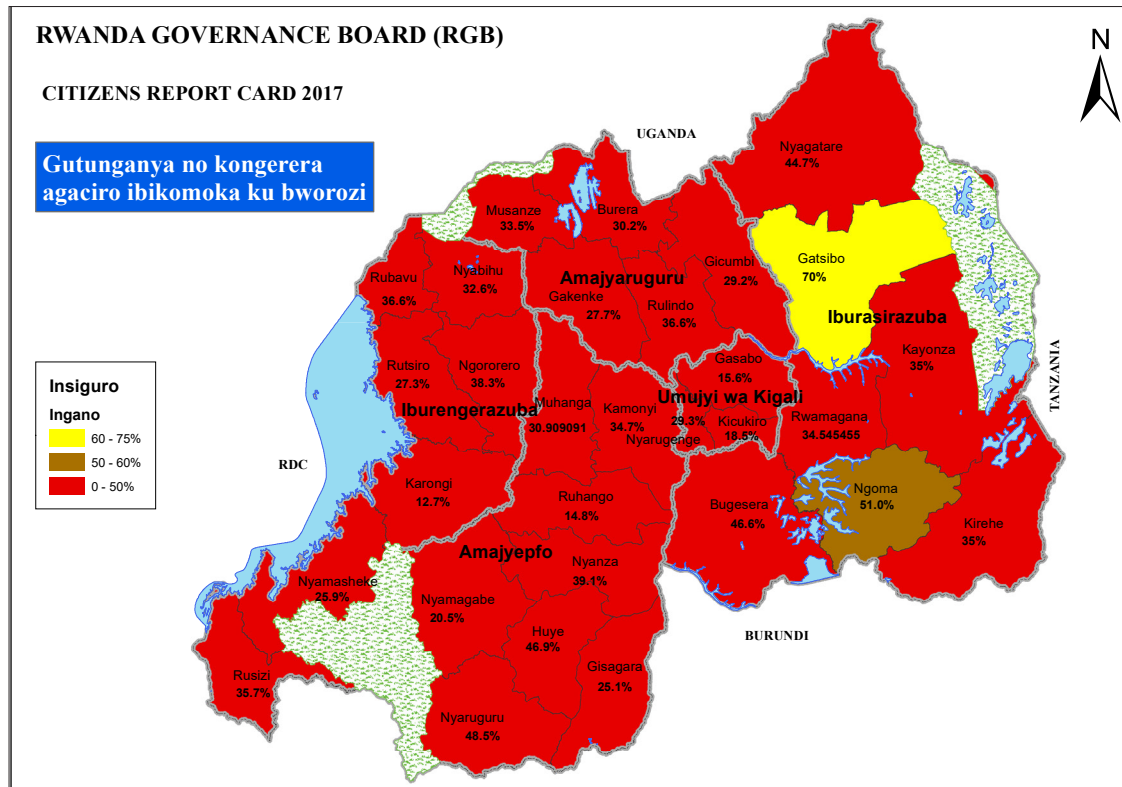 RWANDA GOVERNANCE BOARD (RGB)
CITIZENS REPORT CARD 2017
Gutunganya no kongerera
agaciro ibikomoka ku bworozi
N
UGANDA
Nyagatare
44.7%
Musanze
33.5%
Burera
30.2%
Gatsibo
70%
Gicumbi
29.2%
Rubavu
36.6%
Nyabihu
32.6%
Amajyaruguru
Gakenke
27.7%
Rulindo
36.6%
Iburasirazuba
Kayonza
35%
TANZANIA
Rutsiro
27.3%
Ngororero
38.3%
Iburengerazuba
Muhanga
30.909091
Kamonyi
34.7%
Nyarugenge
29.3%
Gasabo
15.6%
Umujyi wa Kigali
Kicukiro
18.5%
Rwamagana
34.545455
Insiguro
Ingano
60 - 75%
50 - 60%
0 - 50%
RDC
Karongi
12.7%
Ruhango
14.8%
Bugesera
46.6%
Ngoma
51.0%
Kirehe
35%
Amajyepfo
Nyanza
39.1%
Nyamasheke
25.9%
Nyamagabe
20.5%
Huye
46.9%
Gisagara
25.1%
BURUNDI
Rusizi
35.7%
Nyaruguru
48.5%